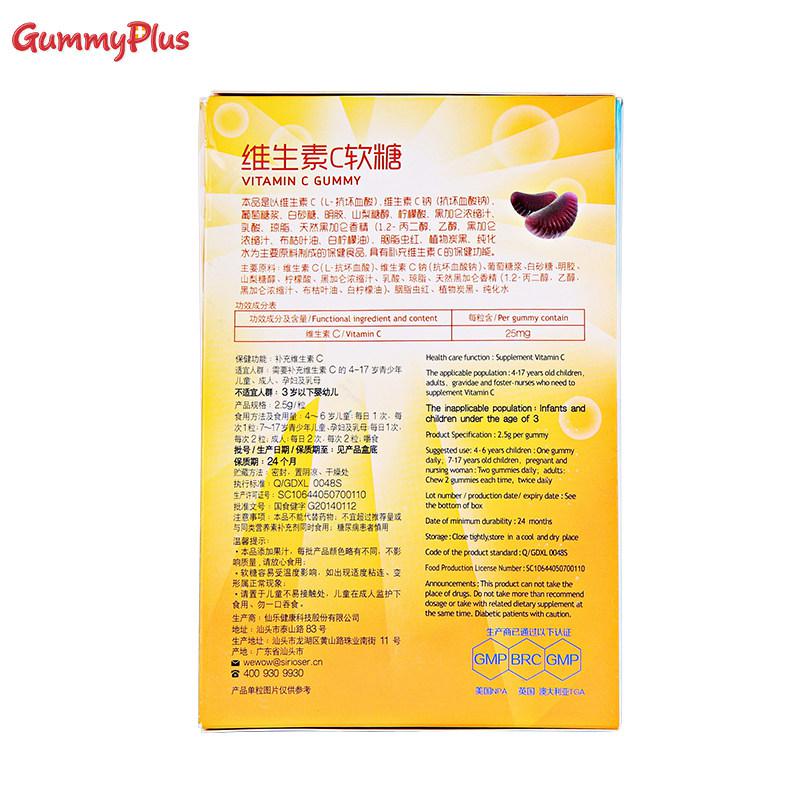 GummyPlus
维生素C软糖
VITAMIN C GUMMY
本品是以维生素C(L-抗坏血酸)、维生素C钠(抗坏血酸钠)、
葡萄糖浆、白砂糖、明胶、山梨糖醇、柠檬酸、黑加仑浓缩汁、
乳酸、琼脂、天然黑加仑香精(1.2-丙二醇、乙醇、黑加仑
浓缩汁、布枯叶油、白柠檬油)、胭脂虫红、植物炭黑、纯化
水为主要原料制成的保健食品,具有补充维生素C的保健功能。
主要原料:维生素C(L-抗坏血酸)、维生素C钠(抗坏血酸钠)、葡萄糖浆、白砂糖、明胶、
山梨糖醇、柠檬酸、黑加仑浓缩汁、乳酸、琼脂、天然黑加仑香精(1.2-丙二醇、乙醇、
黑加仑浓缩汁、布枯叶油、白柠檬油)、胭脂虫红、植物炭黑、纯化水
功效成分表
功效成分及含量/Functional ingredient and content 每粒含/Per gummy contain
维生素C/Vitamin C 25mg
保健功能:补充维生素C
适宜人群:需要补充维生素C的4-17岁青少年
儿童、成人、孕妇及乳母
不适宜人群:3岁以下婴幼儿
产品规格:2.5g/粒
食用方法及食用量:4~6岁儿童:每日1次,每
次1粒;7~17岁青少年儿童、孕妇及乳母:每日1次,
每次2粒;成人:每日2次,每次2粒;嚼食
批号/生产日期/保质期至:见产品盒底
保质期:24个月
贮藏方法:密封,置阴凉、干燥处
执行标准:Q/GDXL 0048S
生产许可证号:SC10644050700110
批准文号:国食健字G20140112
注意事项:本品不能代替药物;不宜超过推荐量或
与同类营养素补充剂同时食用;糖尿病患者慎用
温馨提示:
·本品添加果汁,每批产品颜色略有不同,不影
响质量,请放心食用;
·软糖容易受温度影响,如出现适度粘连、变
形属正常现象;
·请置于儿童不易接触处,儿童在成人监护下
食用、勿一口吞食。
生产商:仙乐健康科技股份有限公司
地址:汕头市泰山路83号
生产地址:汕头市龙湖区黄山路珠业南街11号
产地:广东省汕头市
wewow@sirioser.cn
400 930 9930
产品单粒图片仅供参考
Health care function: Supplement Vitamin C
The applicable population: 4-17 years old children,
adults, gravidae and foster-nurses who need to
supplement Vitamin C
The inapplicable population: Infants and
children under the age of 3
Product Specification: 2.5g per gummy
Suggested use: 4-6 years children: One gummy
daily, 7-17 years old children, pregnant and
nursing woman: Two gummies daily; adults:
Chew 2 gummies each time, twice daily
Lot number / production date/ expiry date: See
the bottom of box
Date of minimum durability: 24 months
Storage: Close tightly,store in a cool and dry place
Code of the product standard: Q/GDXL 0048S
Food Production License Number: SC10644050700110
Announcements: This product can not take the
place of drugs. Do not take more than recommend
dosage or take with related dietary supplement at
the same time. Diabetic patients with caution.
生产商已通过以下认证
GMP BRC GMP
美国NPA 英国 澳大利亚TGA